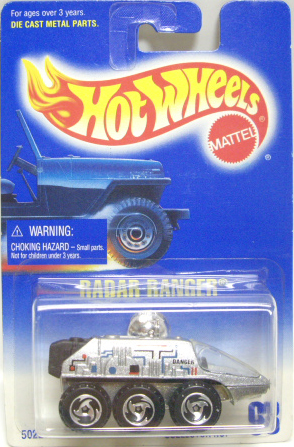 For ages over 3 years.
DIE CAST METAL PARTS.
Hot Wheels
®
MATTEL
®
WARNING:
CHOKING HAZARD – Small parts.
Not for children under 3 years.
RADAR RANGER®
DANGER